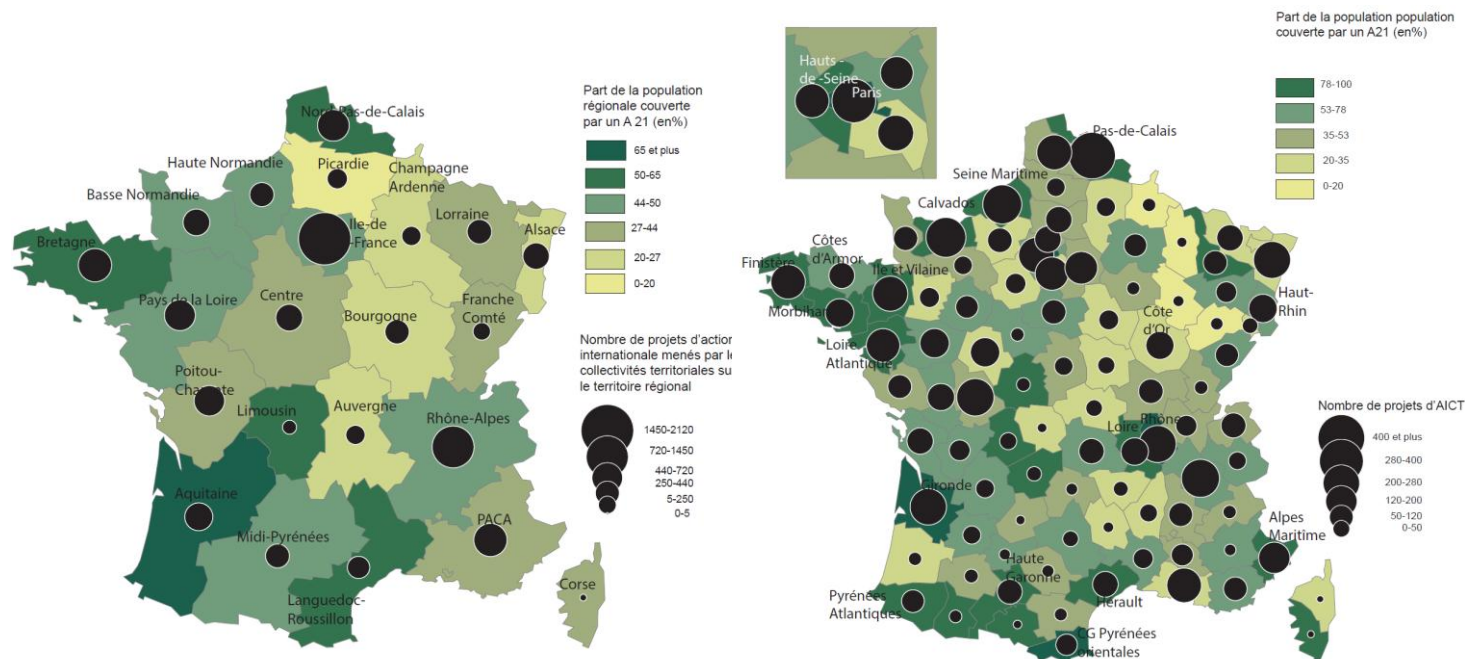 Nord-Pas-de-Calais
Haute Normandie
Picardie
Champagne
Ardenne
Basse Normandie
Lorraine
Ile-de
-France
Alsace
Bretagne
Pays de la Loire
Centre
Franche
Comté
Bourgogne
Poitou-
Charente
Limousin
Auvergne
Rhône-Alpes
Aquitaine
Midi-Pyrénées
PACA
Languedoc-
Roussillon
Corse
Part de la population
régionale couverte
par un A 21 (en%)
65 et plus
50-65
44-50
27-44
20-27
0-20
Nombre de projets d'action
internationale menés par le
collectivités territoriales su
le territoire régional
1450-2120
720-1450
440-720
250-440
5-250
0-5
Hauts -
de -Seine
Paris
Pas-de-Calais
Seine Maritime
Calvados
Côtes
d'Armor
Finistère
Ile et Vilaine
Morbihan
Haut-
Rhin
Côte
d'Or
Loire
Atlantique
Loire
Rhône
Gironde
Alpes
Maritime
Haute
Garonne
Pyrénées
Atlantiques
Hérault
CG Pyrénées
orientales
Part de la population population
couverte par un A21 (en%)
78-100
53-78
35-53
20-35
0-20
Nombre de projets d'AICT
400 et plus
280-400
200-280
120-200
50-120
0-50